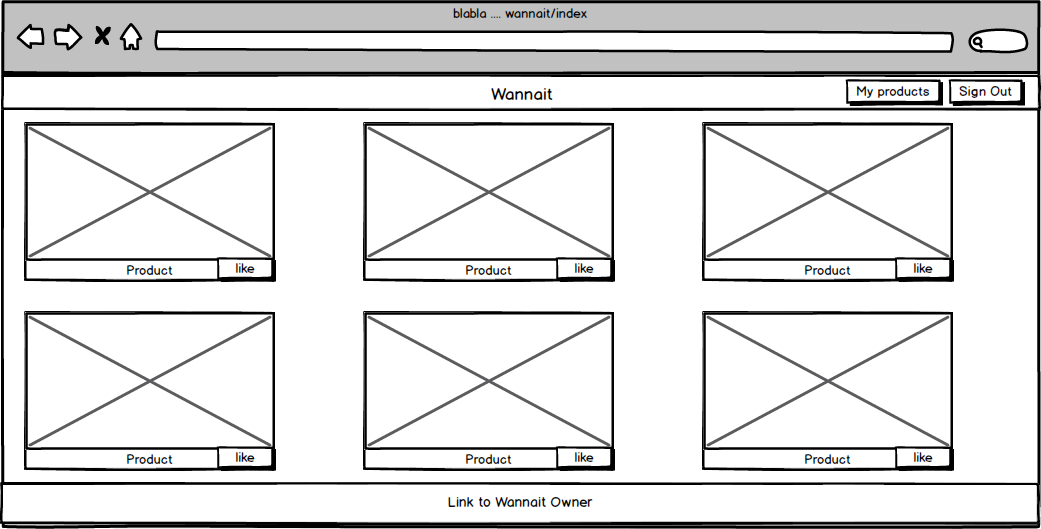 blabla .... wannait/index
Wannait
My products
Sign Out
Product
like
Product
like
Product
like
Product
like
Product
like
Product
like
Link to Wannait Owner